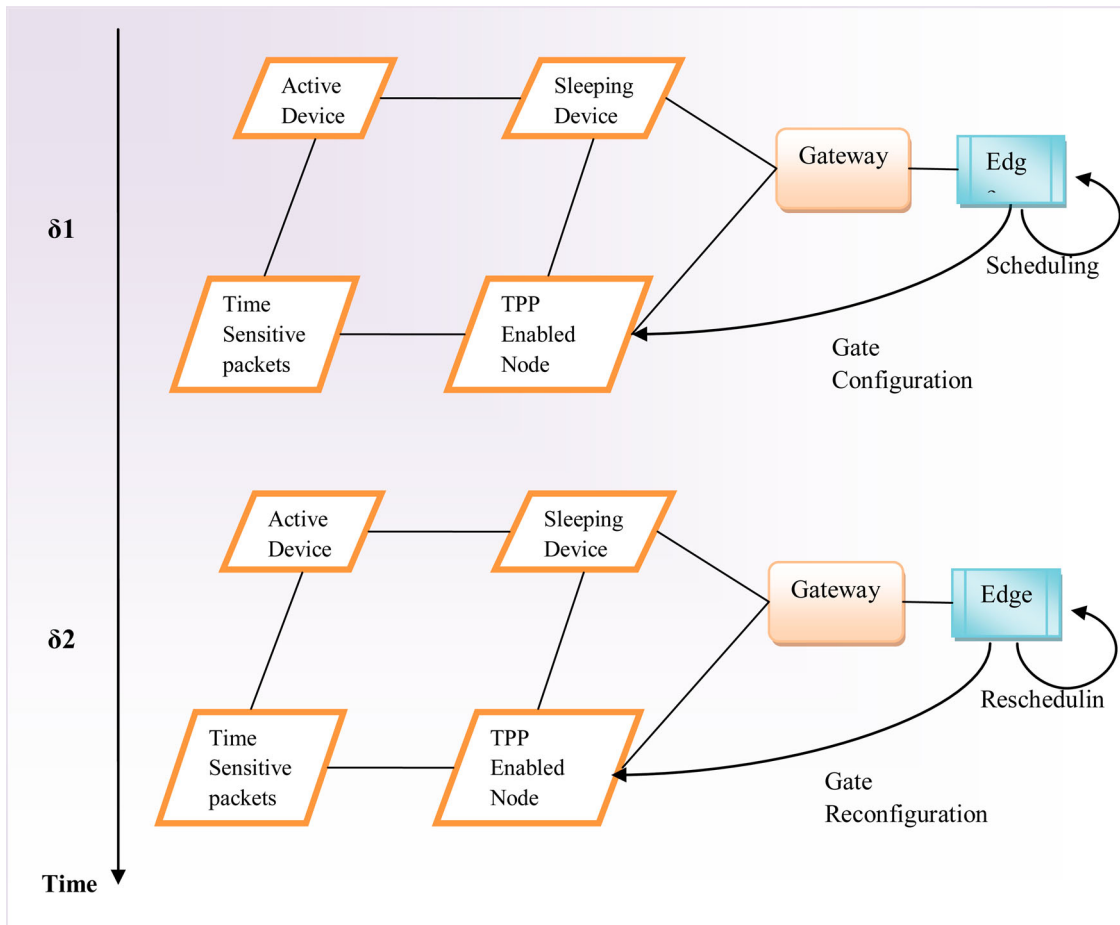 Active
Device
Sleeping
Device
Gateway
Edg
δ1
Scheduling
Time
Sensitive
packets
TPP
Enabled
Node
Gate
Configuration
Active
Device
Sleeping
Device
Gateway
Edge
δ2
Reschedulin
Time
Sensitive
packets
TPP
Enabled
Node
Gate
Reconfiguration
Time